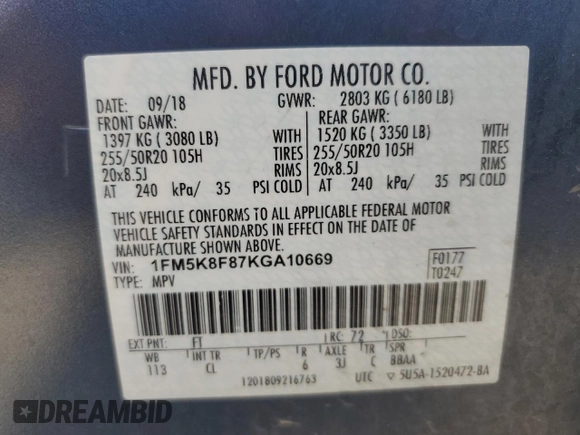 MFD. BY FORD MOTOR CO.
DATE: 09/18 GVWR: 2803 KG ( 6180 LB)
FRONT GAWR: REAR GAWR:
1397 KG ( 3080 LB) WITH 1520 KG ( 3350 LB) WITH
255/50R20 105H TIRES 255/50R20 105H TIRES
20x8.5J RIMS 20x8.5J RIMS
AT 240 kPa/ 35 PSI COLD AT 240 kPa/ 35 PSI COLD
THIS VEHICLE CONFORMS TO ALL APPLICABLE FEDERAL MOTOR
VEHICLE SAFETY STANDARDS IN EFFECT ON THE DATE OF
MANUFACTURE SHOWN ABOVE.
VIN: 1FM5K8F87KGA10669 F0177
TYPE: MPV T0247
EXT PNT: FT RC: 72 DSO:
WB INT TR TP/PS R AXLE TR SPR
113 CL 6 3J C BBAA
1201809216763 UTC 5U5A-1520472-BA
DREAMBID